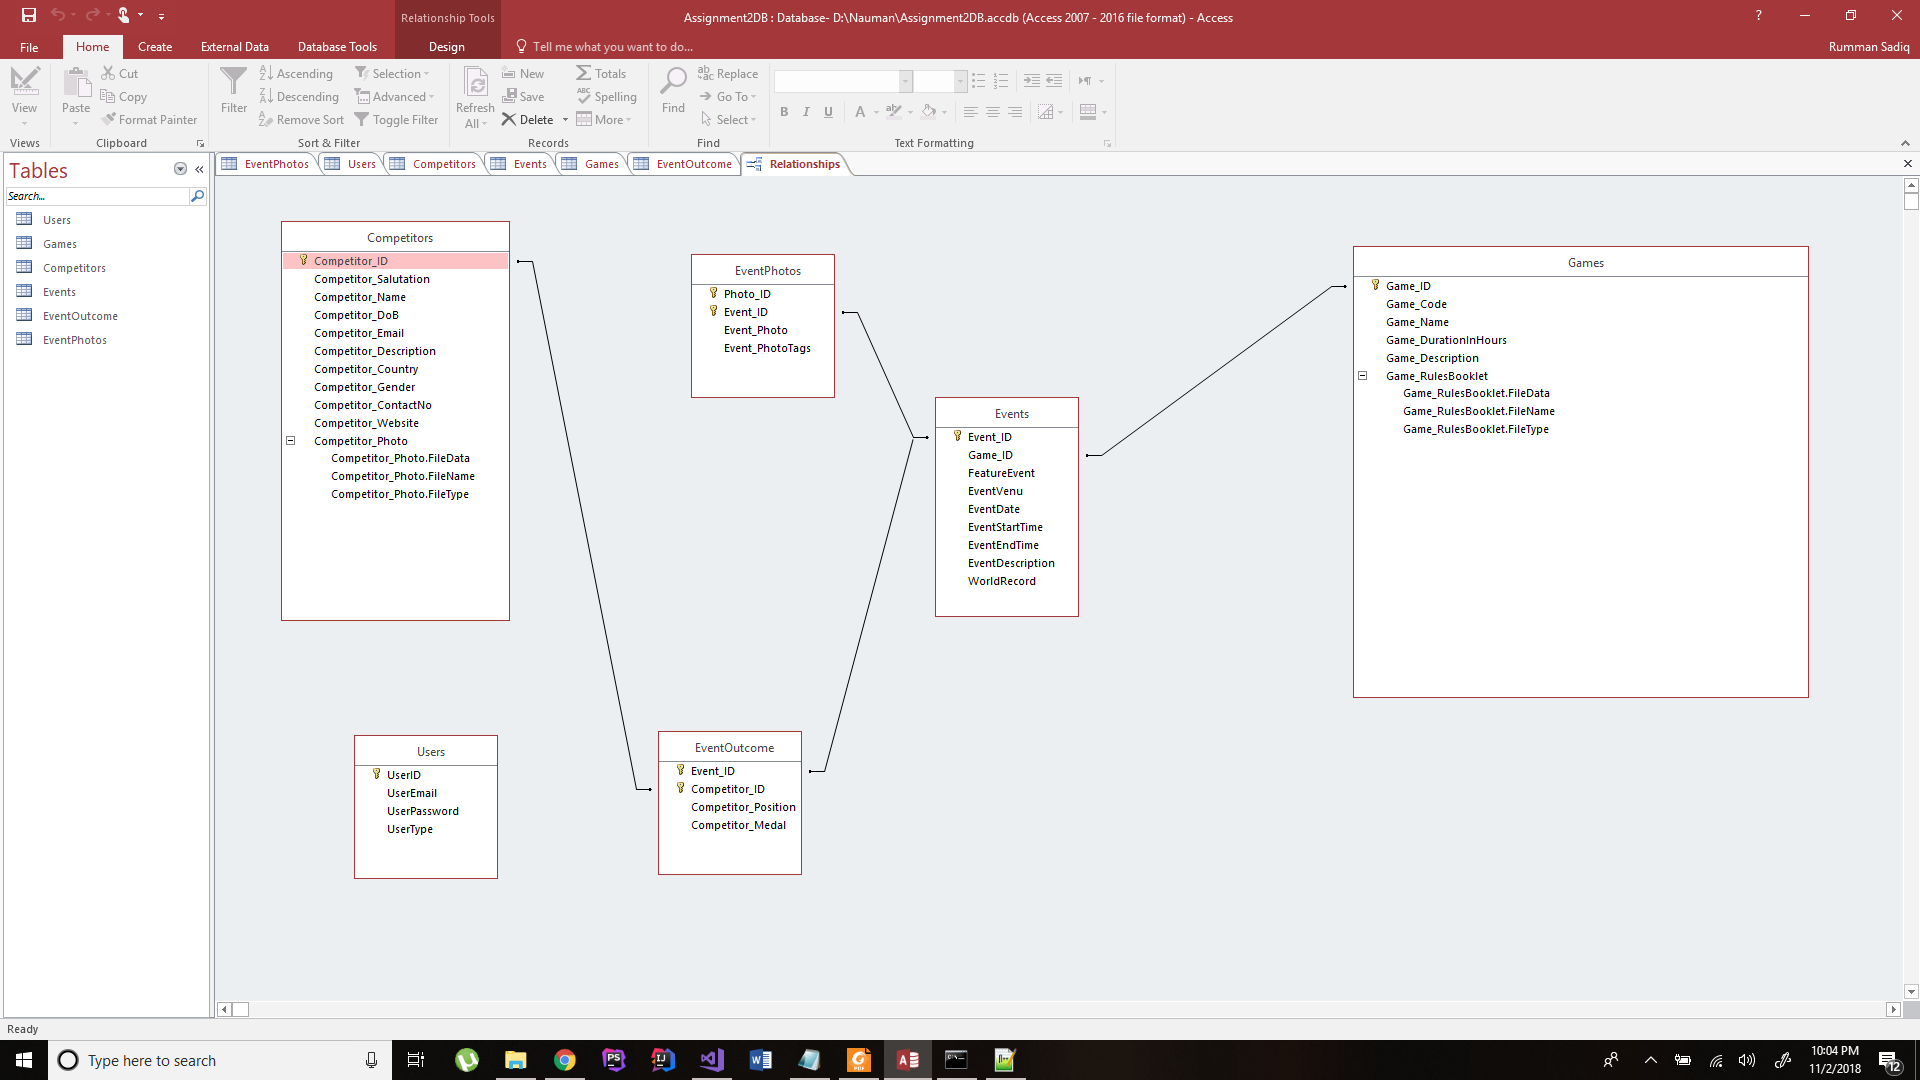 Relationship Tools
Assignment2DB : Database- D:\Nauman\Assignment2DB.accdb (Access 2007 - 2016 file format) - Access
?
File
Home
Create
External Data
Database Tools
Design
Tell me what you want to do...
Rumman Sadiq
View
Views
Paste
Cut
Copy
Format Painter
Clipboard
Filter
Ascending
Descending
Remove Sort
Selection
Advanced
Toggle Filter
Sort & Filter
Refresh
All
New
Save
Delete
Totals
Spelling
More
Records
Find
Replace
Go To
Select
Find
B I U A
Text Formatting
Tables
Search...
Users
Games
Competitors
Events
EventOutcome
EventPhotos
EventPhotos
Users
Competitors
Events
Games
EventOutcome
Relationships
Competitors
Competitor_ID
Competitor_Salutation
Competitor_Name
Competitor_DoB
Competitor_Email
Competitor_Description
Competitor_Country
Competitor_Gender
Competitor_ContactNo
Competitor_Website
Competitor_Photo
Competitor_Photo.FileData
Competitor_Photo.FileName
Competitor_Photo.FileType
EventPhotos
Photo_ID
Event_ID
Event_Photo
Event_PhotoTags
Events
Event_ID
Game_ID
FeatureEvent
EventVenu
EventDate
EventStartTime
EventEndTime
EventDescription
WorldRecord
Games
Game_ID
Game_Code
Game_Name
Game_DurationInHours
Game_Description
Game_RulesBooklet
Game_RulesBooklet.FileData
Game_RulesBooklet.FileName
Game_RulesBooklet.FileType
Users
UserID
UserEmail
UserPassword
UserType
EventOutcome
Event_ID
Competitor_ID
Competitor_Position
Competitor_Medal
Ready
Type here to search
10:04 PM
11/2/2018
12